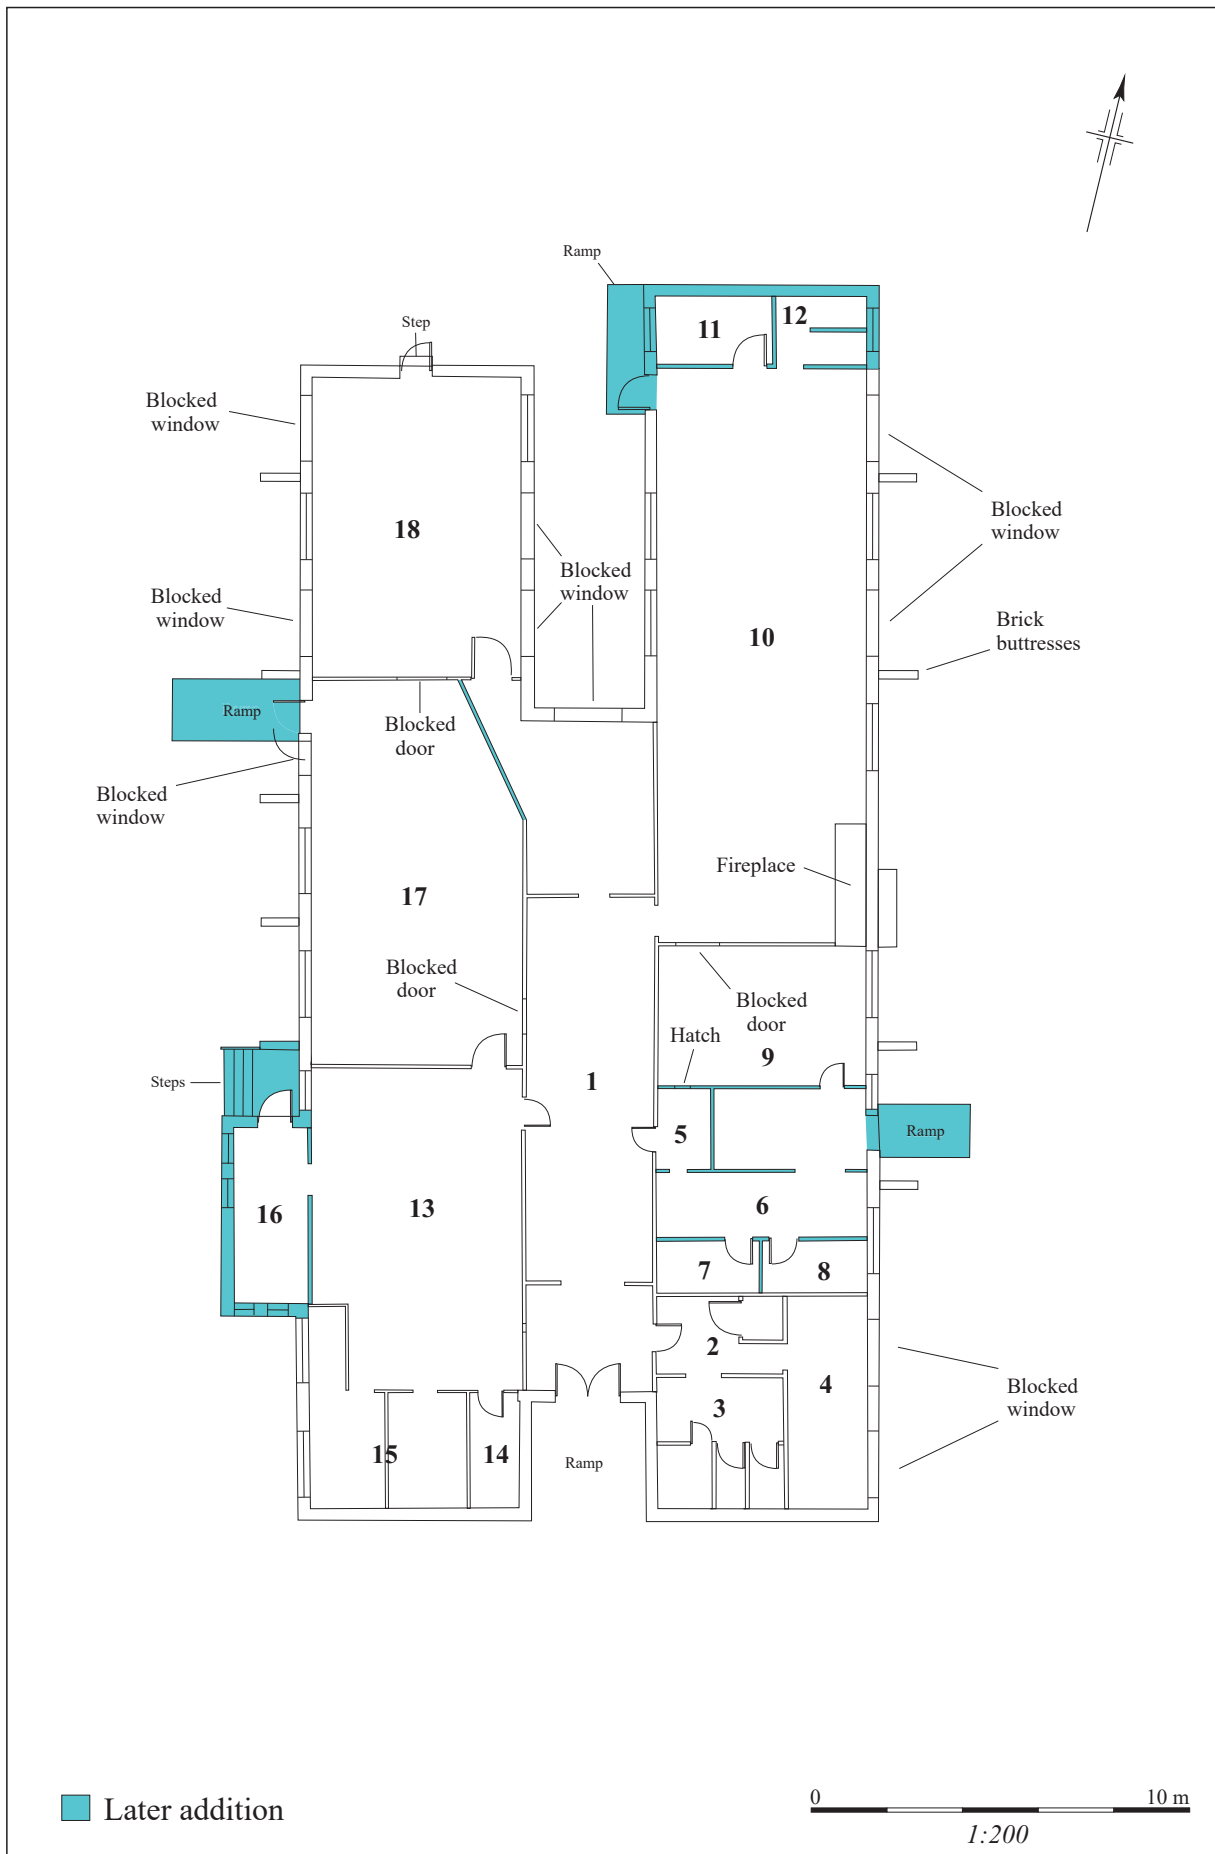 Ramp
Step
11
12
Blocked
window
18
Blocked
window
Blocked
window
Blocked
window
10
Brick
buttresses
Ramp
Blocked
door
Blocked
window
Fireplace
17
Blocked
door
Blocked
door
Hatch
9
Steps
1
5
Ramp
16
13
6
7
8
2
4
Blocked
window
3
15
14
Ramp
Later addition
0
10 m
1:200